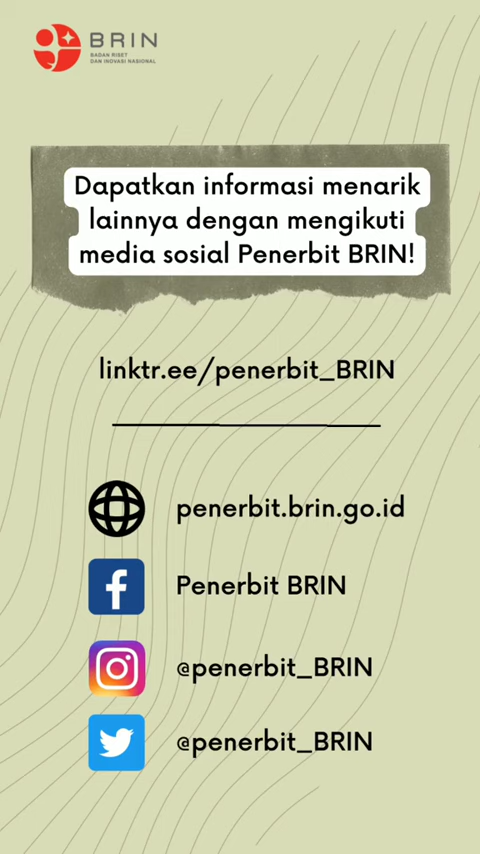 BRIN
BADAN RISET
DAN INOVASI NASIONAL
Dapatkan informasi menarik
lainnya dengan mengikuti
media sosial Penerbit BRIN!
linktr.ee/penerbit_BRIN
penerbit.brin.go.id
Penerbit BRIN
@penerbit_BRIN
@penerbit_BRIN